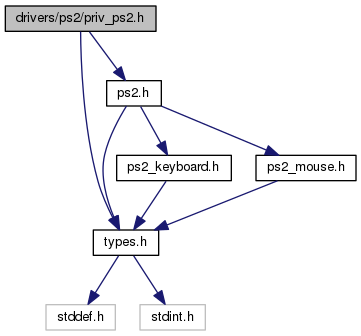 drivers/ps2/priv_ps2.h
ps2.h
ps2_keyboard.h
ps2_mouse.h
types.h
stddef.h
stdint.h